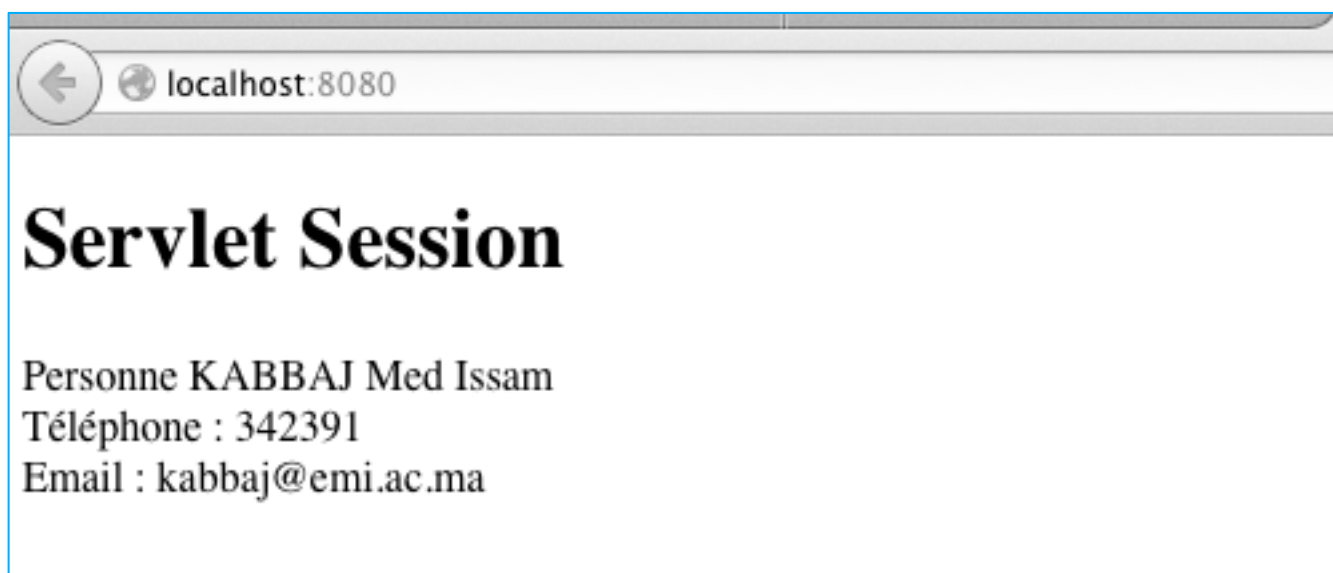 localhost:8080
Servlet Session
Personne KABBAJ Med Issam
Téléphone : 342391
Email : kabbaj@emi.ac.ma